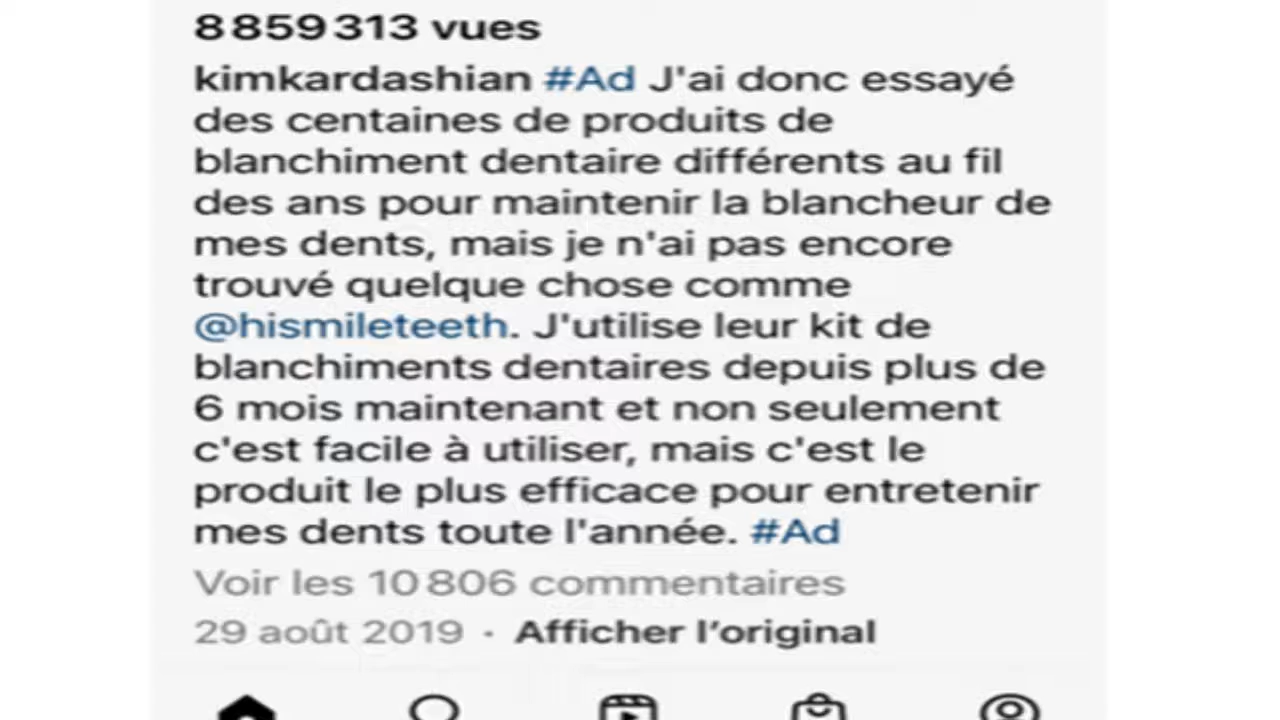 8 859 313 vues
kimkardashian #Ad J'ai donc essayé
des centaines de produits de
blanchiment dentaire différents au fil
des ans pour maintenir la blancheur de
mes dents, mais je n'ai pas encore
trouvé quelque chose comme
@hismileteeth. J'utilise leur kit de
blanchiments dentaires depuis plus de
6 mois maintenant et non seulement
c'est facile à utiliser, mais c'est le
produit le plus efficace pour entretenir
mes dents toute l'année. #Ad
Voir les 10 806 commentaires
29 août 2019 · Afficher l’original